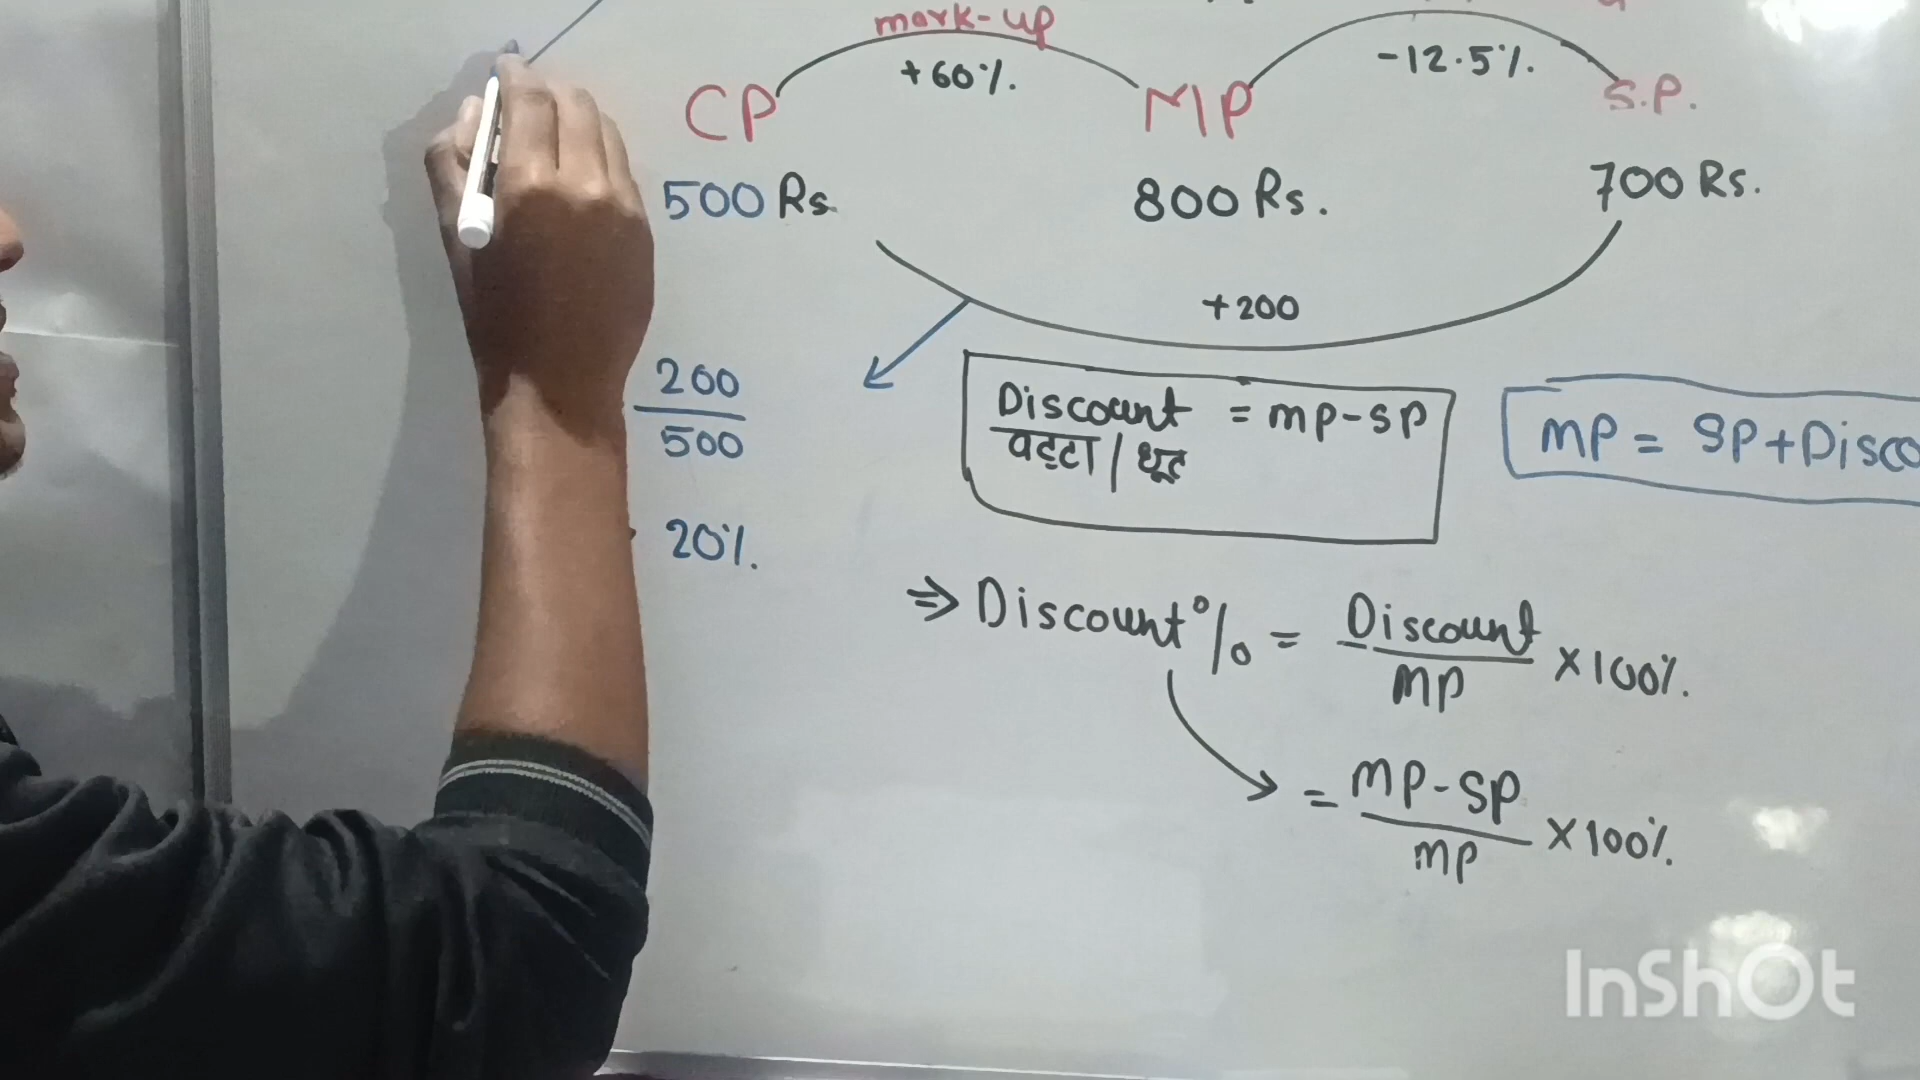 mark-up
+60%.
-12.5%.
CP
MP
S.P.
500 Rs.
800 Rs.
700 Rs.
+200
200
500
20%.
Discount = MP-SP
वट्टा / छूट
MP = SP+Disco
⇒ Discount% = Discount/MP × 100%.
= MP-SP/MP × 100%.
InShOt